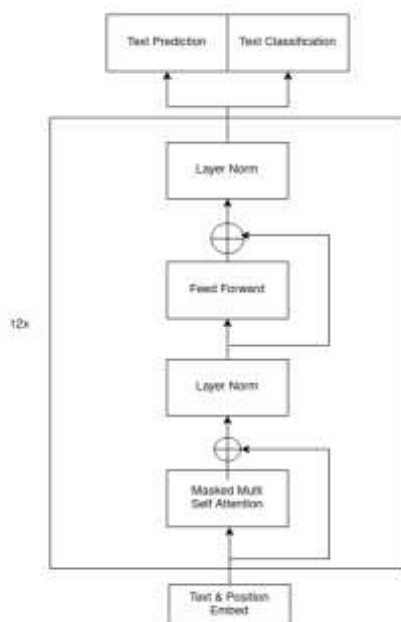 Text Prediction
Text Classification
Layer Norm
Feed Forward
12x
Layer Norm
Masked Multi
Self Attention
Text & Position
Embed